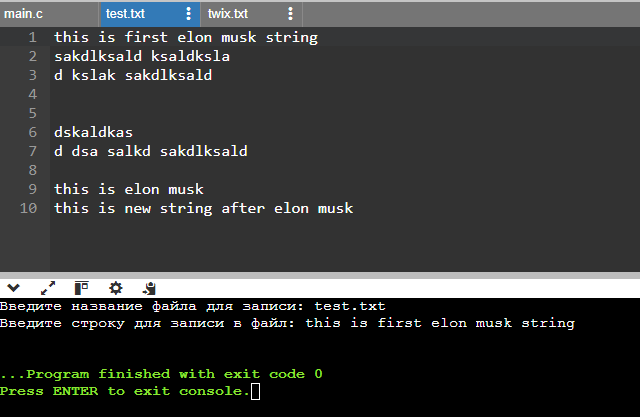 main.c test.txt twix.txt
1 this is first elon musk string
2 sakdlksald ksaldksla
3 d kslak sakdlksald
4
5
6 dskaldkas
7 d dsa salkd sakdlksald
8
9 this is elon musk
10 this is new string after elon musk
Введите название файла для записи: test.txt
Введите строку для записи в файл: this is first elon musk string
...Program finished with exit code 0
Press ENTER to exit console.